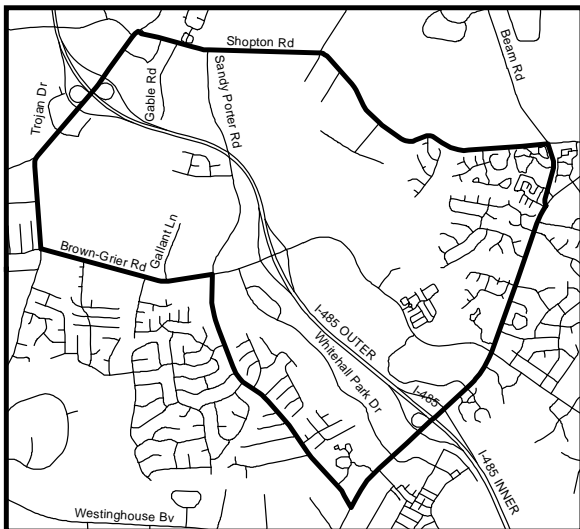 Shopton Rd
Beam Rd
Trojan Dr
Gable Rd
Sandy Porter Rd
Gallant Ln
Brown-Grier Rd
I-485 OUTER
Whitehall Park Dr
I-485
I-485 INNER
Westinghouse Bv